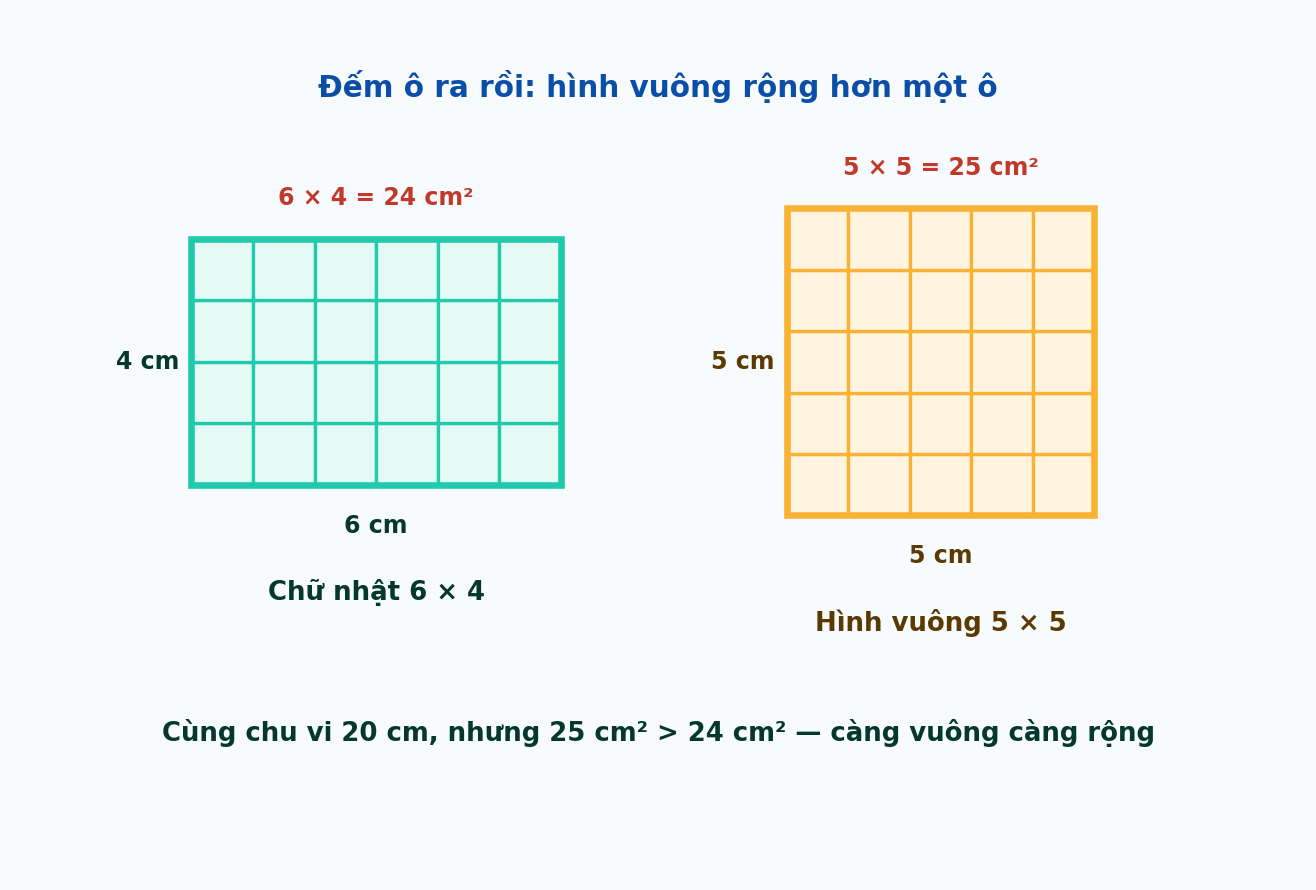 Đếm ô ra rồi: hình vuông rộng hơn một ô
6 × 4 = 24 cm²
4 cm
6 cm
Chữ nhật 6 × 4
5 × 5 = 25 cm²
5 cm
5 cm
Hình vuông 5 × 5
Cùng chu vi 20 cm, nhưng 25 cm² > 24 cm² — càng vuông càng rộng